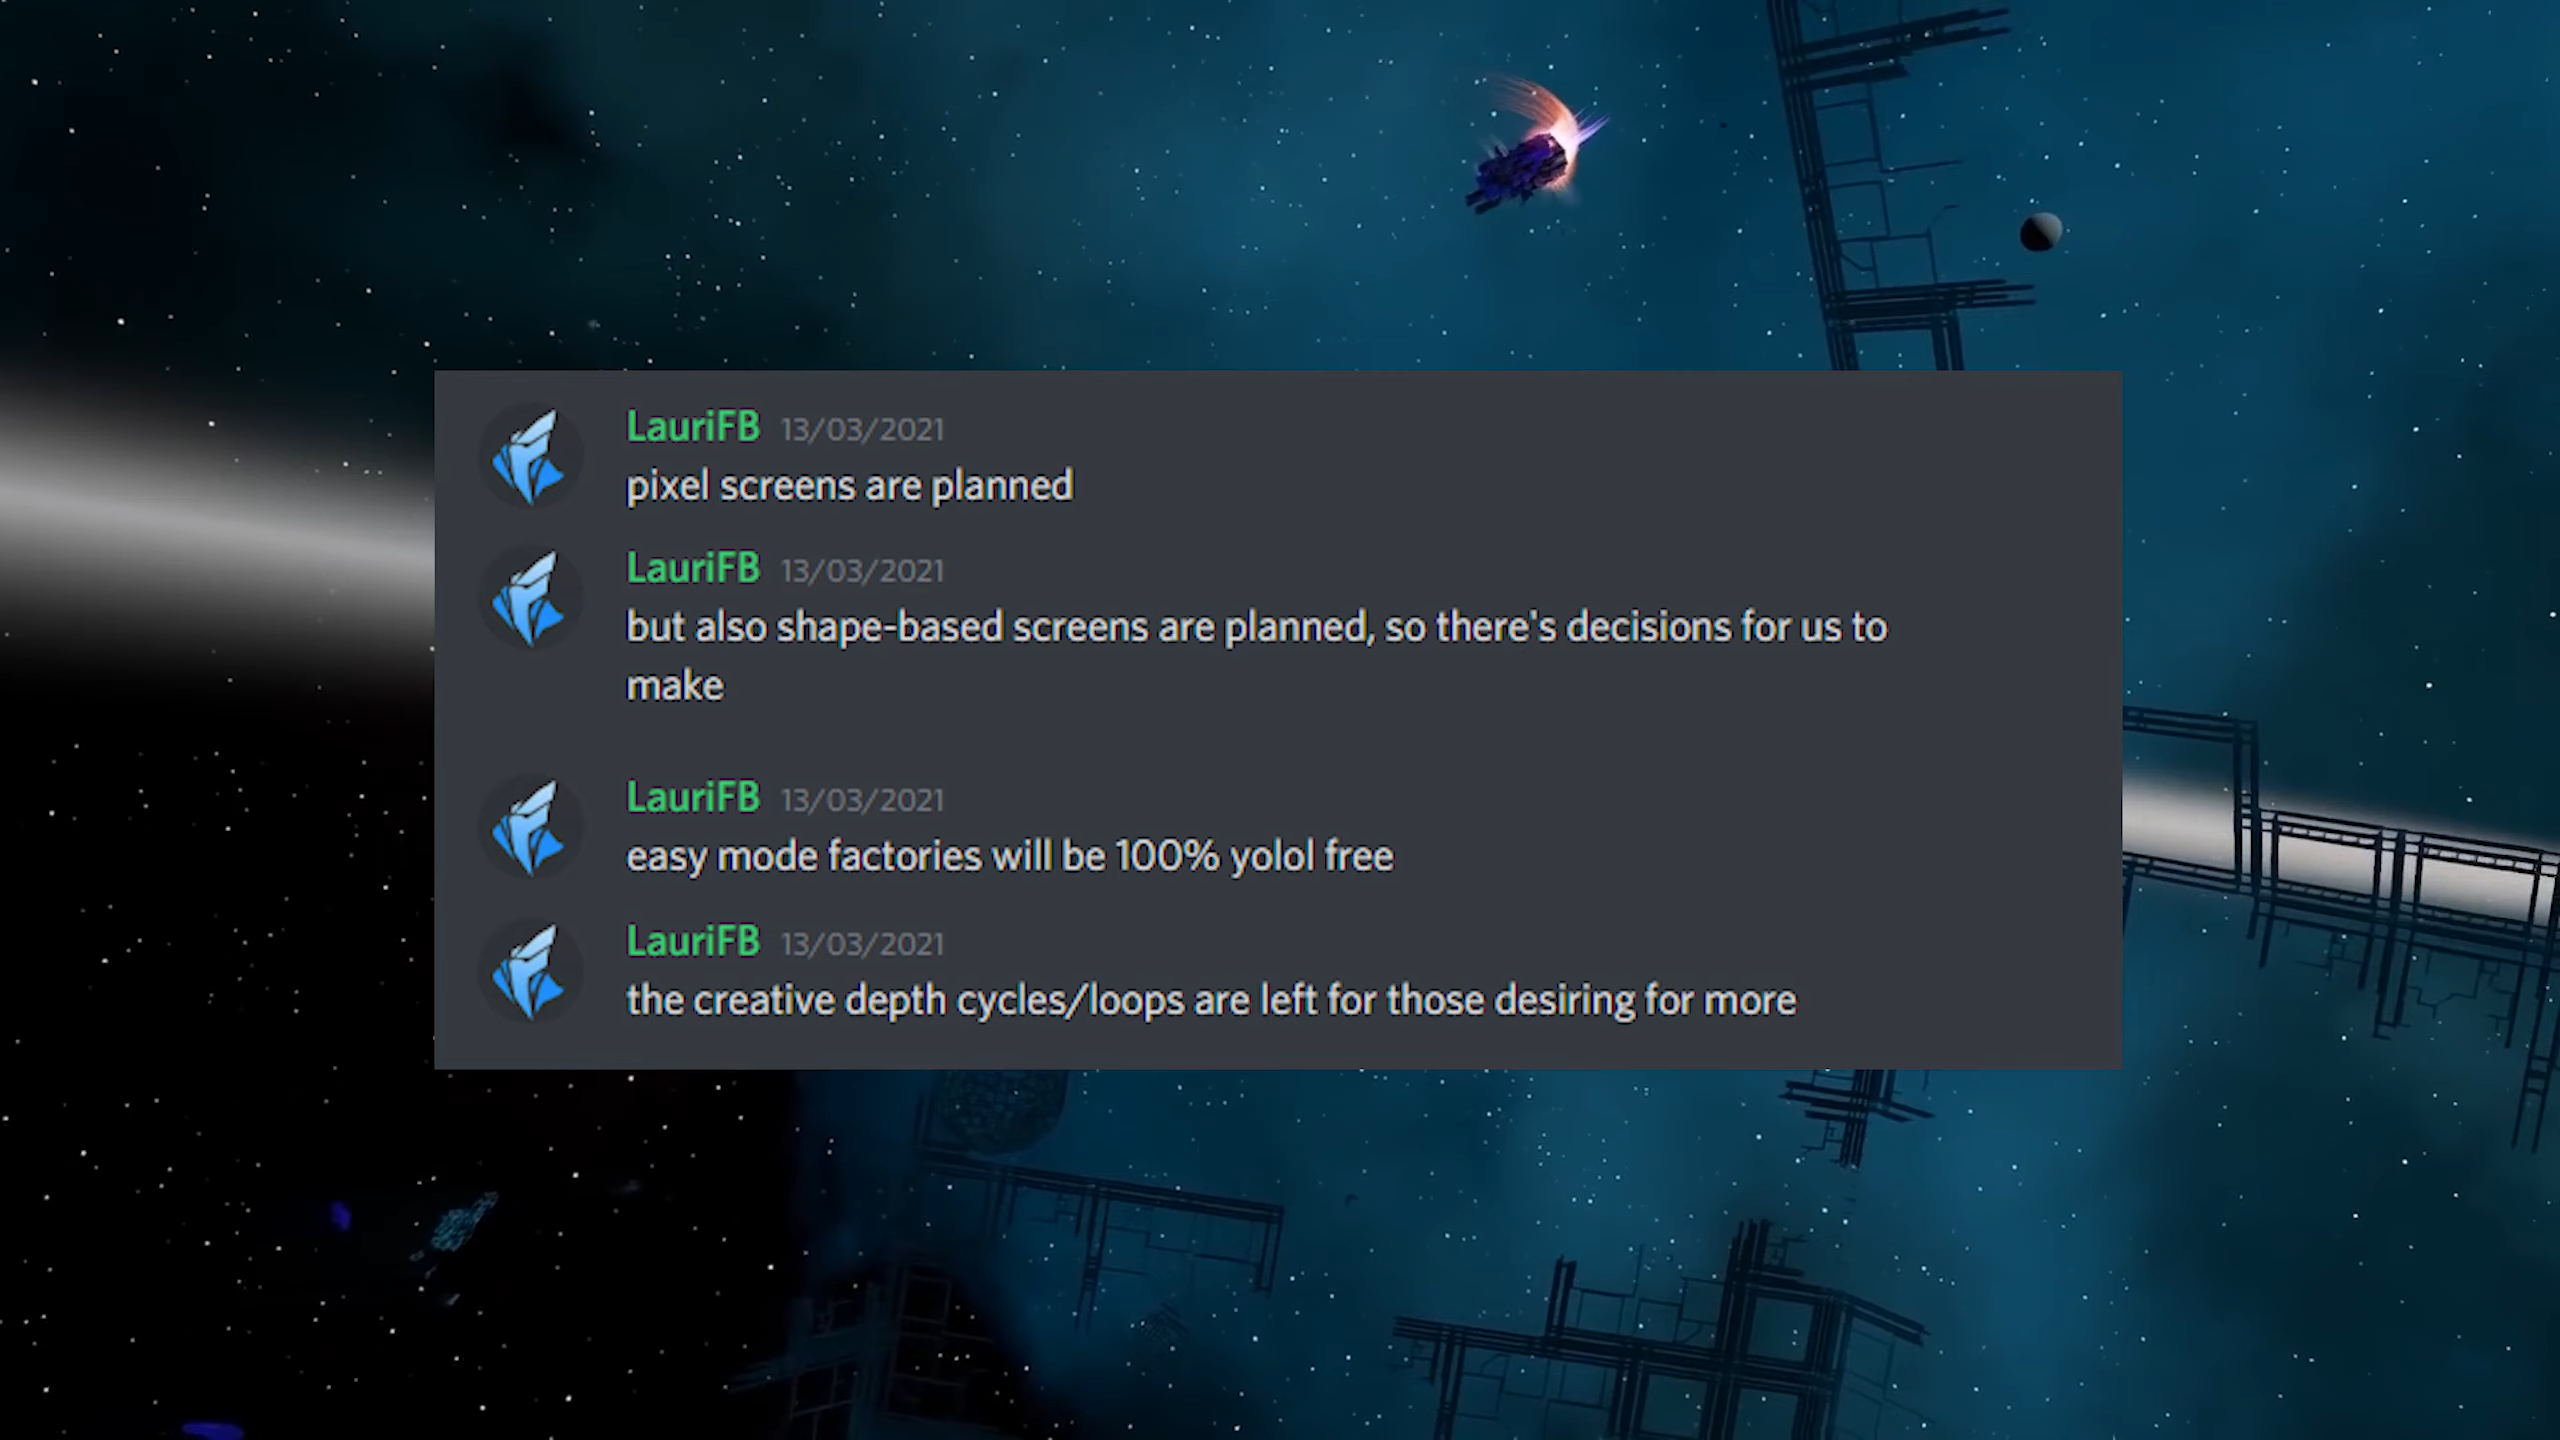 LauriFB 13/03/2021
pixel screens are planned
LauriFB 13/03/2021
but also shape-based screens are planned, so there's decisions for us to
make
LauriFB 13/03/2021
easy mode factories will be 100% yolol free
LauriFB 13/03/2021
the creative depth cycles/loops are left for those desiring for more